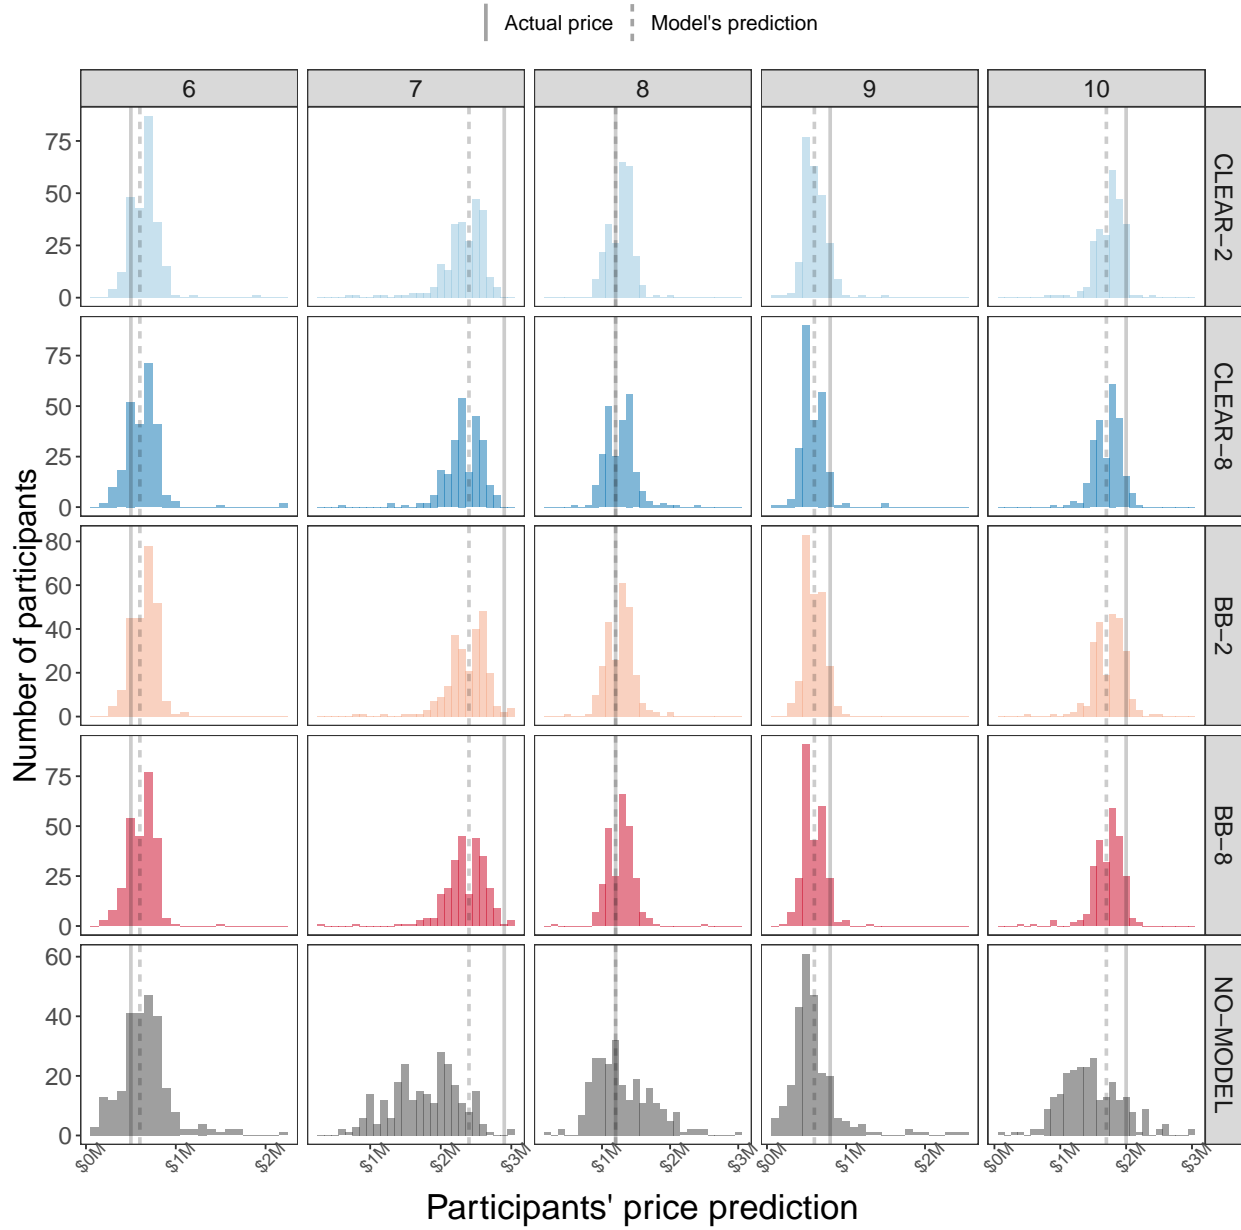 Actual price Model's prediction
6 7 8 9 10
75
50
25
0
CLEAR−2
75
50
25
0
CLEAR−8
80
60
40
20
0
BB−2
75
50
25
0
BB−8
60
40
20
0
NO−MODEL
Number of participants
$0M $1M $2M $1M $2M $3M $1M $2M $3M $0M $1M $2M $0M $1M $2M $3M
Participants' price prediction